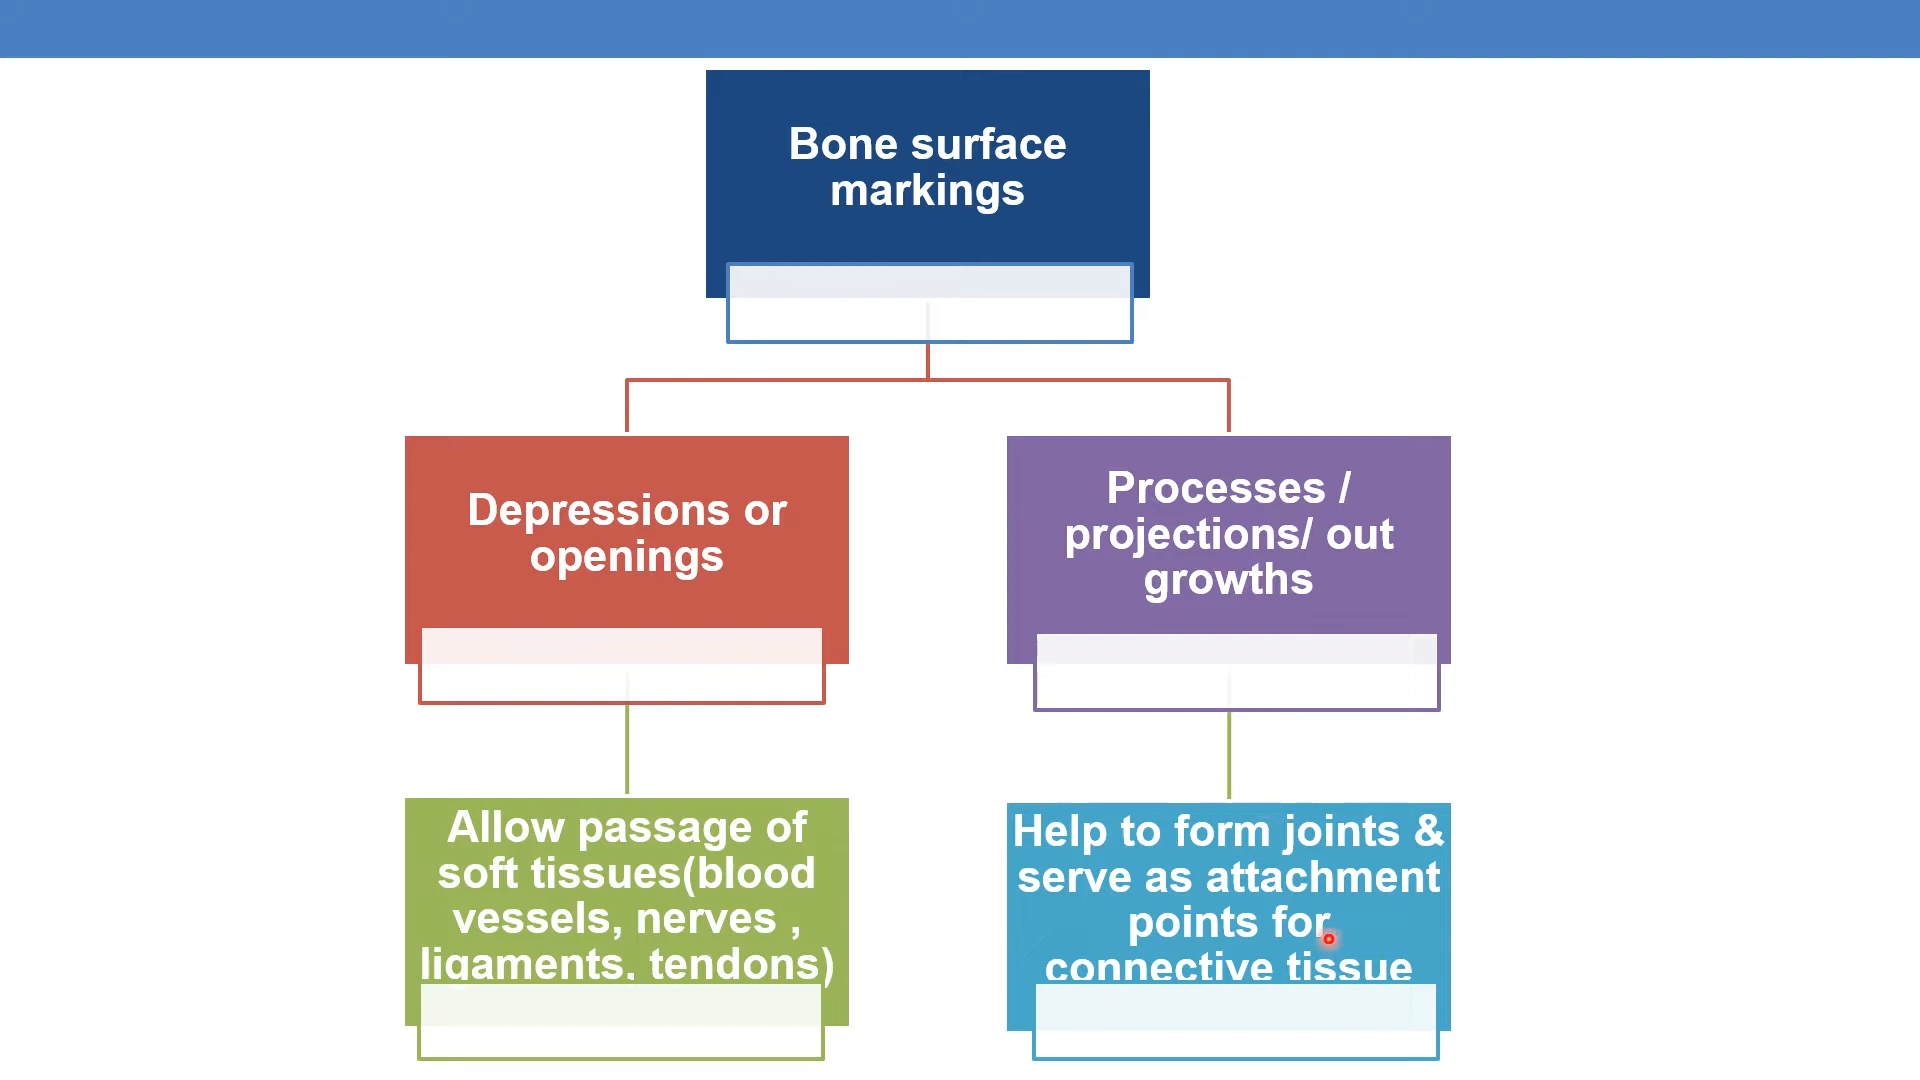 Bone surface
markings
Depressions or
openings
Processes /
projections/ out
growths
Allow passage of
soft tissues(blood
vessels, nerves ,
ligaments, tendons)
Help to form joints &
serve as attachment
points for
connective tissue